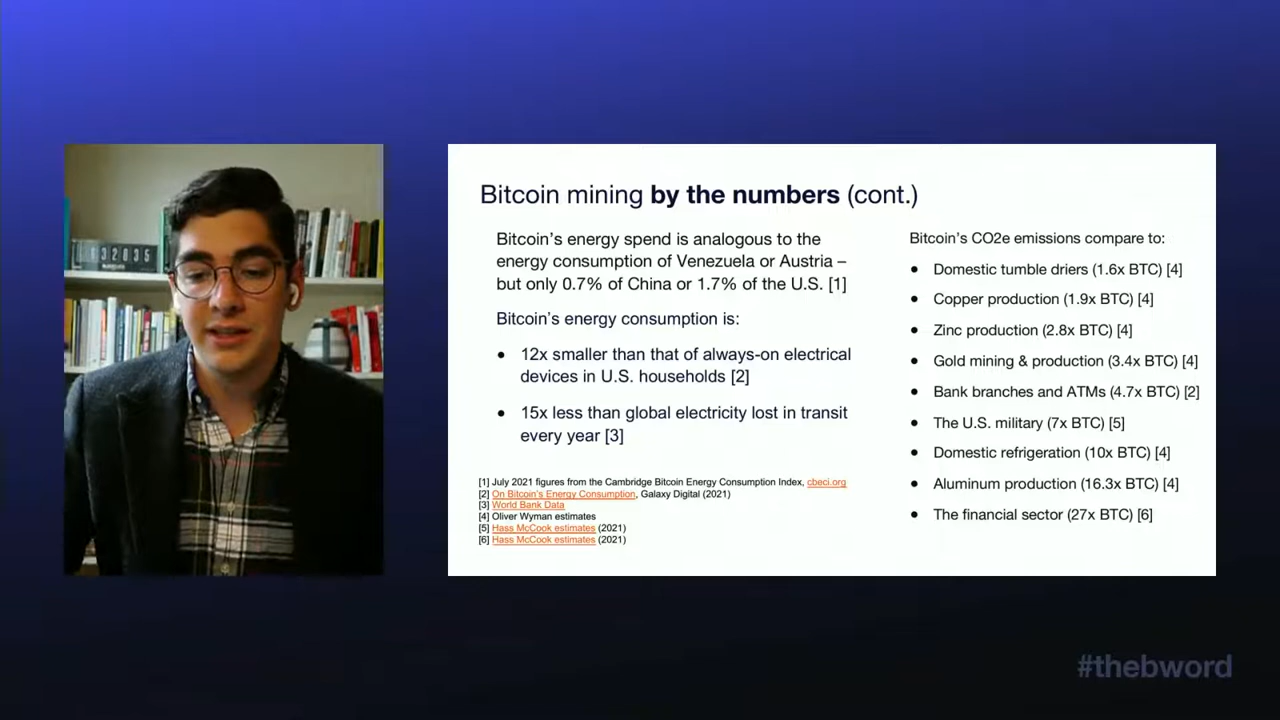 Bitcoin mining by the numbers (cont.)
Bitcoin's energy spend is analogous to the
energy consumption of Venezuela or Austria –
but only 0.7% of China or 1.7% of the U.S. [1]
Bitcoin's energy consumption is:
• 12x smaller than that of always-on electrical
devices in U.S. households [2]
• 15x less than global electricity lost in transit
every year [3]
[1] July 2021 figures from the Cambridge Bitcoin Energy Consumption Index, cbeci.org
[2] On Bitcoin's Energy Consumption, Galaxy Digital (2021)
[3] World Bank Data
[4] Oliver Wyman estimates
[5] Hass McCook estimates (2021)
[6] Hass McCook estimates (2021)
Bitcoin's CO2e emissions compare to:
• Domestic tumble driers (1.6x BTC) [4]
• Copper production (1.9x BTC) [4]
• Zinc production (2.8x BTC) [4]
• Gold mining & production (3.4x BTC) [4]
• Bank branches and ATMs (4.7x BTC) [2]
• The U.S. military (7x BTC) [5]
• Domestic refrigeration (10x BTC) [4]
• Aluminum production (16.3x BTC) [4]
• The financial sector (27x BTC) [6]
#thebword